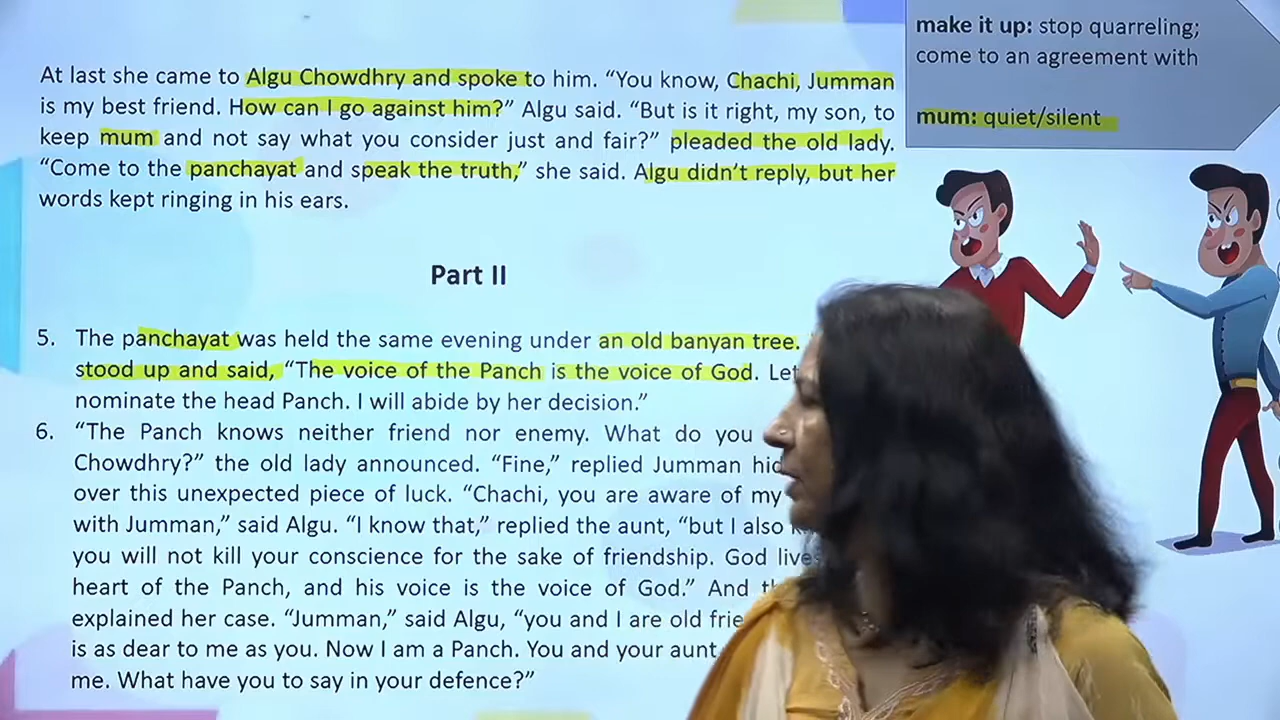 make it up: stop quarreling;
come to an agreement with
mum: quiet/silent
At last she came to Algu Chowdhry and spoke to him. “You know, Chachi, Jumman
is my best friend. How can I go against him?” Algu said. “But is it right, my son, to
keep mum and not say what you consider just and fair?” pleaded the old lady.
“Come to the panchayat and speak the truth,” she said. Algu didn’t reply, but her
words kept ringing in his ears.
Part II
5. The panchayat was held the same evening under an old banyan tree.
stood up and said, “The voice of the Panch is the voice of God. Let
nominate the head Panch. I will abide by her decision.”
6. “The Panch knows neither friend nor enemy. What do you
Chowdhry?” the old lady announced. “Fine,” replied Jumman
over this unexpected piece of luck. “Chachi, you are aware of my
with Jumman,” said Algu. “I know that,” replied the aunt, “but I also
you will not kill your conscience for the sake of friendship. God
heart of the Panch, and his voice is the voice of God.” And
explained her case. “Jumman,” said Algu, “you and I are old
is as dear to me as you. Now I am a Panch. You and your aunt
me. What have you to say in your defence?”